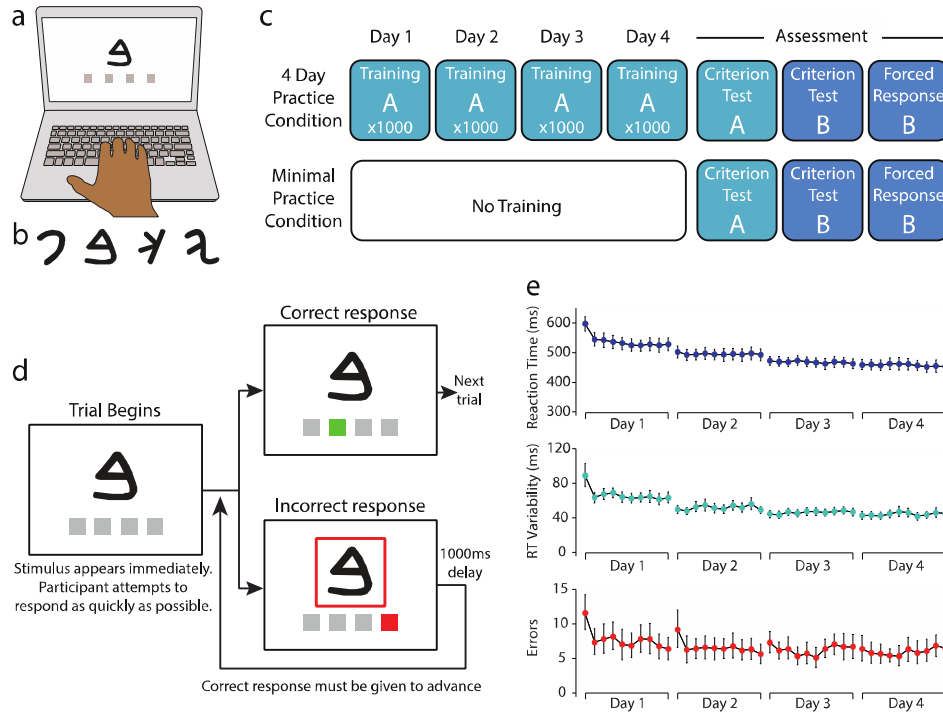 a
b
c
Day 1 Day 2 Day 3 Day 4 Assessment
4 Day
Practice
Condition
Training
A
x1000
Training
A
x1000
Training
A
x1000
Training
A
x1000
Criterion
Test
A
Criterion
Test
B
Forced
Response
B
Minimal
Practice
Condition
No Training
Criterion
Test
A
Criterion
Test
B
Forced
Response
B
d
Trial Begins
Stimulus appears immediately.
Participant attempts to
respond as quickly as possible.
Correct response
Next
trial
Incorrect response
1000ms
delay
Correct response must be given to advance
e
Reaction Time (ms)
600
500
400
300
Day 1 Day 2 Day 3 Day 4
RT Variability (ms)
120
80
40
0
Day 1 Day 2 Day 3 Day 4
Errors
15
10
5
0
Day 1 Day 2 Day 3 Day 4